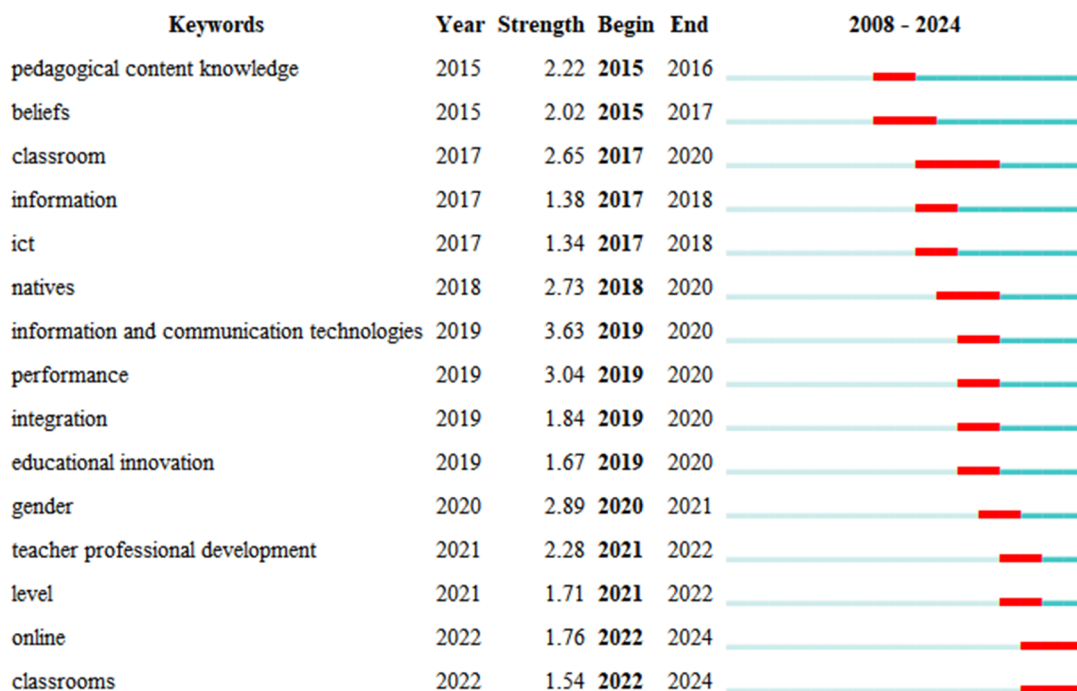 Keywords Year Strength Begin End 2008 - 2024
pedagogical content knowledge 2015 2.22 2015 2016
beliefs 2015 2.02 2015 2017
classroom 2017 2.65 2017 2020
information 2017 1.38 2017 2018
ict 2017 1.34 2017 2018
natives 2018 2.73 2018 2020
information and communication technologies 2019 3.63 2019 2020
performance 2019 3.04 2019 2020
integration 2019 1.84 2019 2020
educational innovation 2019 1.67 2019 2020
gender 2020 2.89 2020 2021
teacher professional development 2021 2.28 2021 2022
level 2021 1.71 2021 2022
online 2022 1.76 2022 2024
classrooms 2022 1.54 2022 2024